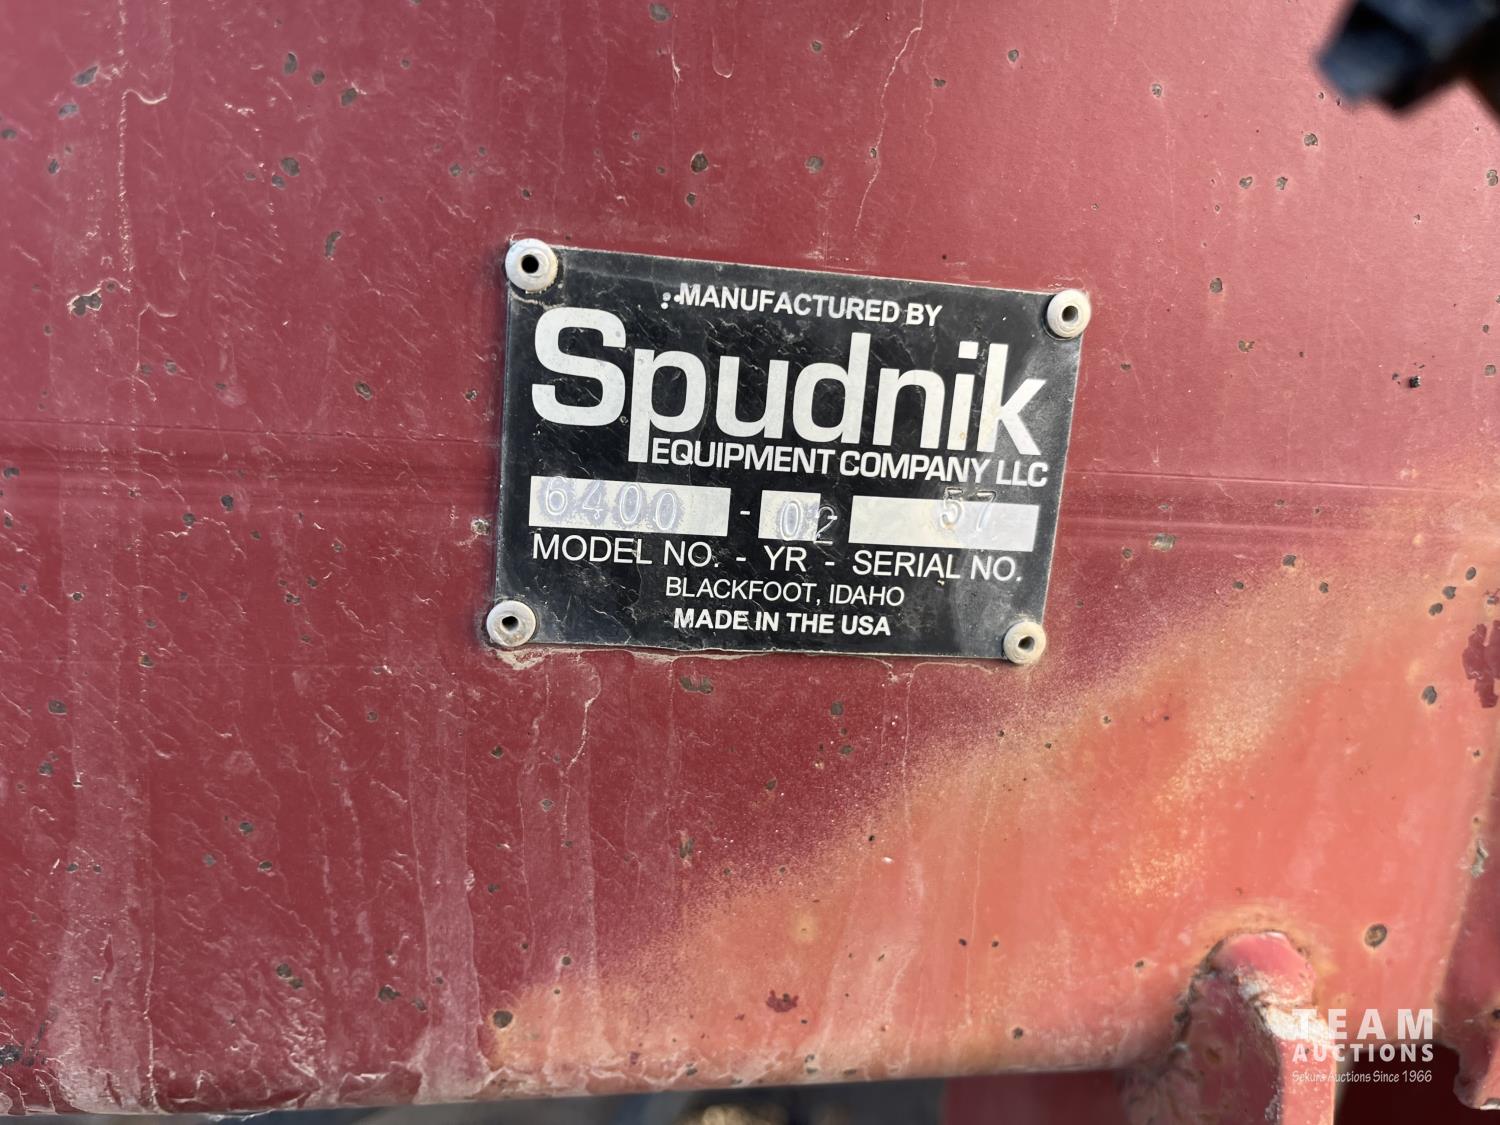 MANUFACTURED BY
Spudnik
EQUIPMENT COMPANY LLC
6400 - 02 - 57
MODEL NO. - YR - SERIAL NO.
BLACKFOOT, IDAHO
MADE IN THE USA
TEAM
AUCTIONS
Sekura Auctions Since 1966